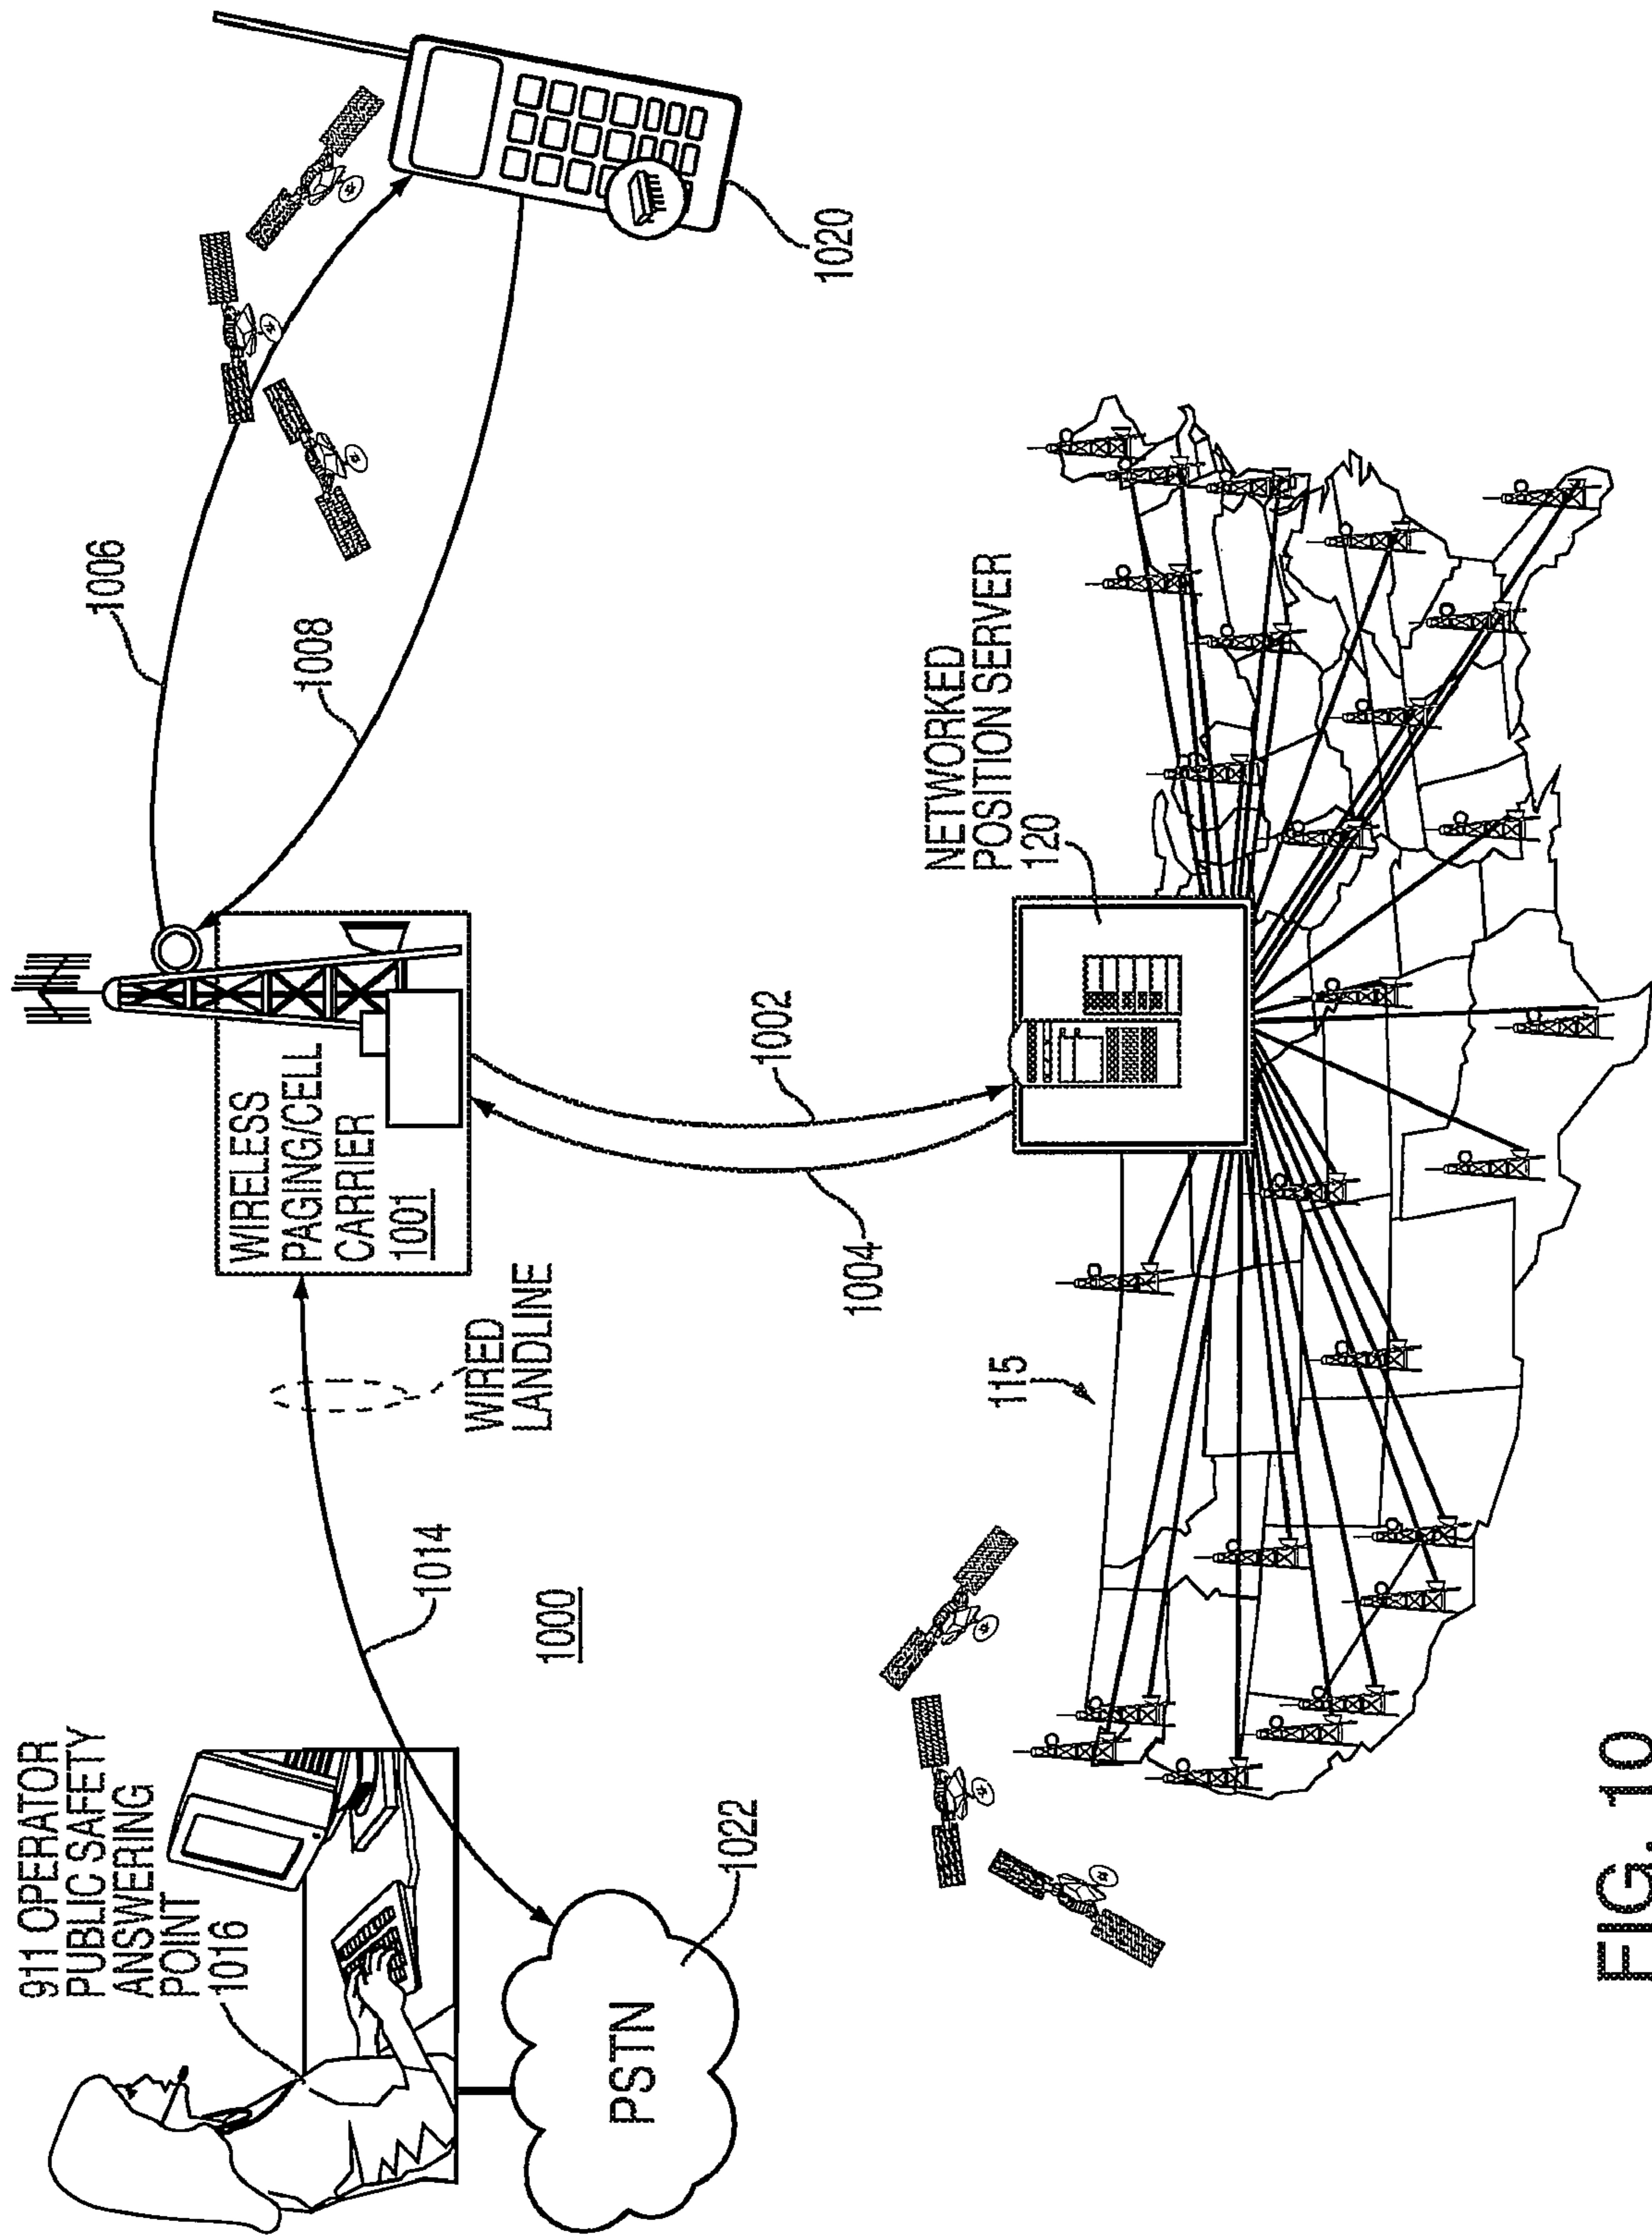 911 OPERATOR
PUBLIC SAFETY
ANSWERING
POINT
1016
WIRELESS
PAGING/CELL
CARRIER
1001
1006
1008
1020
WIRED
LANDLINE
1014
1000
1002
1004
PSTN
1022
NETWORKED
POSITION SERVER
120
115
FIG. 10